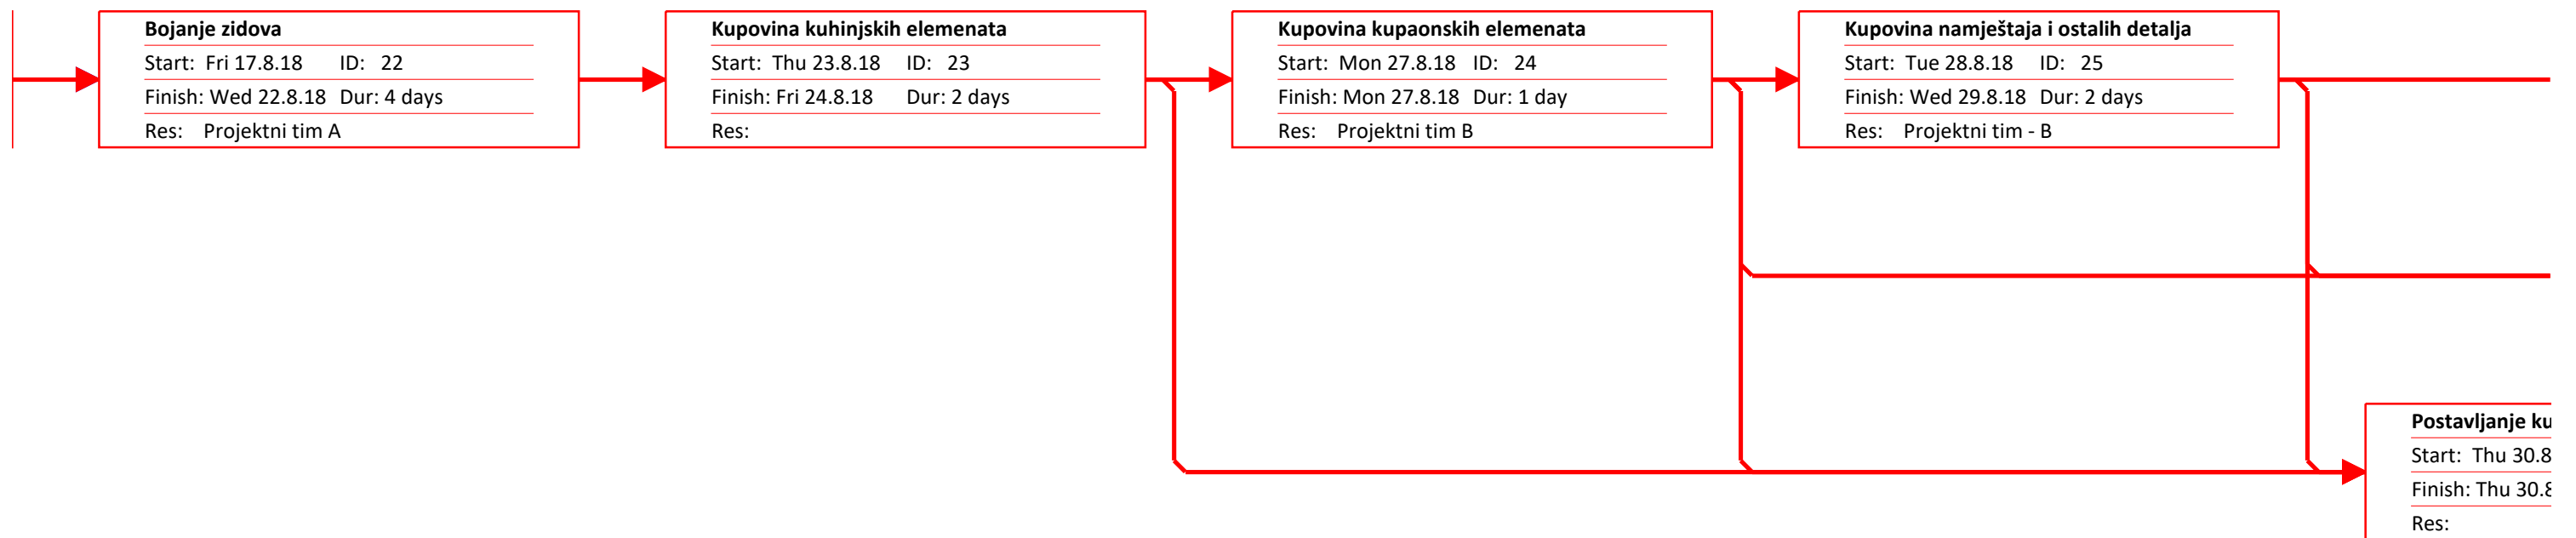 Bojanje zidova
Start: Fri 17.8.18 ID: 22
Finish: Wed 22.8.18 Dur: 4 days
Res: Projektni tim A
Kupovina kuhinjskih elemenata
Start: Thu 23.8.18 ID: 23
Finish: Fri 24.8.18 Dur: 2 days
Res:
Kupovina kupaonskih elemenata
Start: Mon 27.8.18 ID: 24
Finish: Mon 27.8.18 Dur: 1 day
Res: Projektni tim B
Kupovina namještaja i ostalih detalja
Start: Tue 28.8.18 ID: 25
Finish: Wed 29.8.18 Dur: 2 days
Res: Projektni tim - B
Postavljanje ku
Start: Thu 30.8
Finish: Thu 30.8
Res: